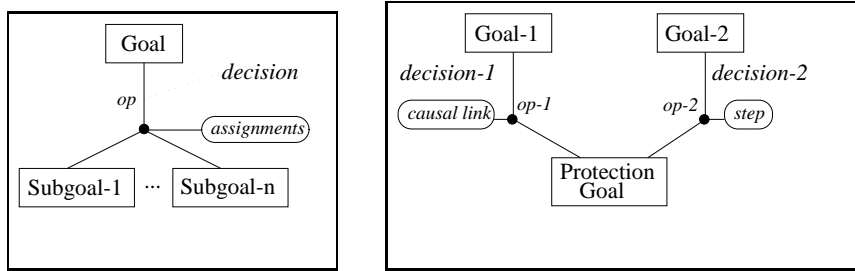 Goal
decision
op
assignments
Subgoal-1 ... Subgoal-n
Goal-1
Goal-2
decision-1
decision-2
causal link
op-1
op-2
step
Protection
Goal